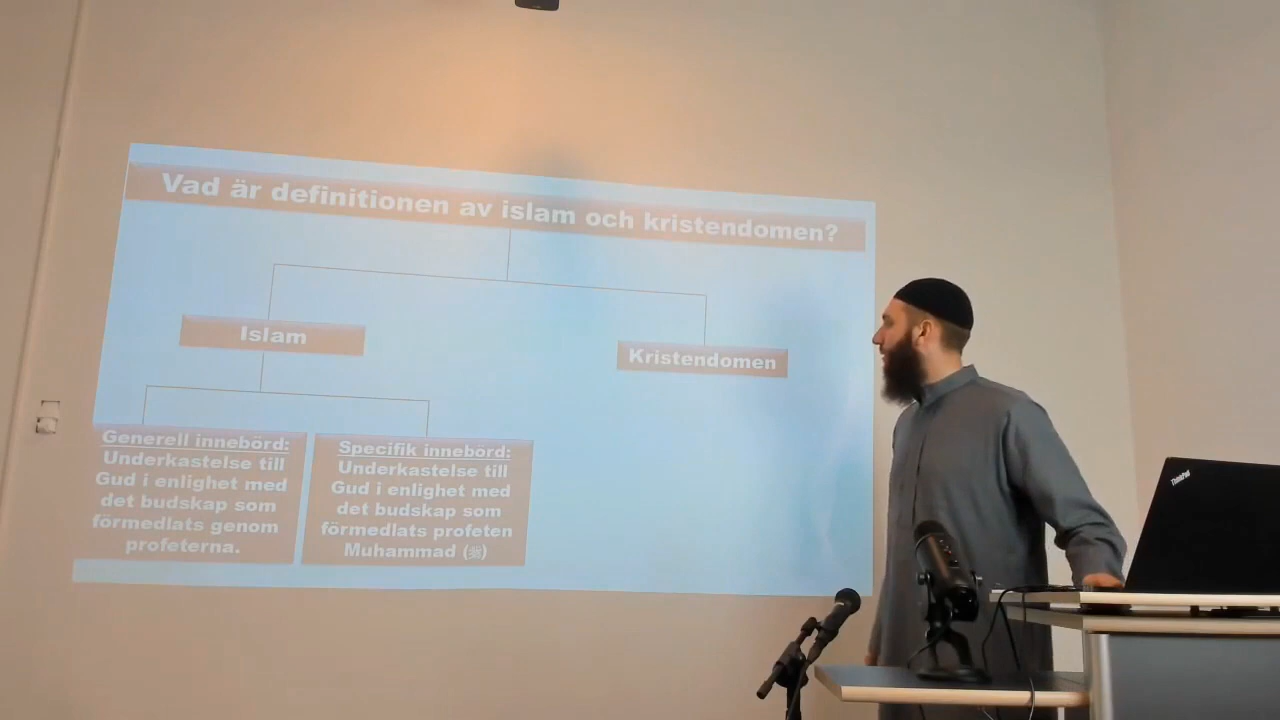 Vad är definitionen av islam och kristendomen?
Islam
Kristendomen
Generell innebörd:
Underkastelse till
Gud i enlighet med
det budskap som
förmedlats genom
profeterna.
Specifik innebörd:
Underkastelse till
Gud i enlighet med
det budskap som
förmedlats profeten
Muhammad (ﷺ)
ThinkPad